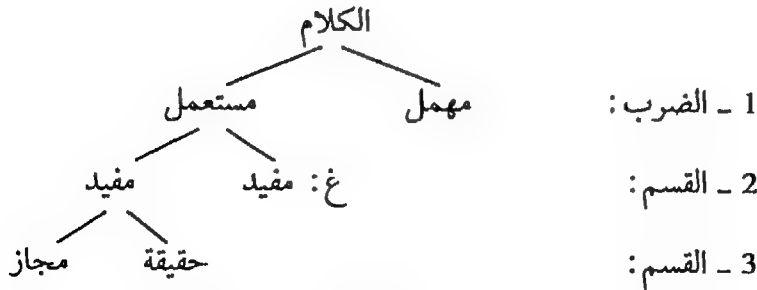 الكلام
1 ـ الضرب : مهمل مستعمل
2 ـ القسم : غ : مفيد مفيد
3 ـ القسم : حقيقة مجاز